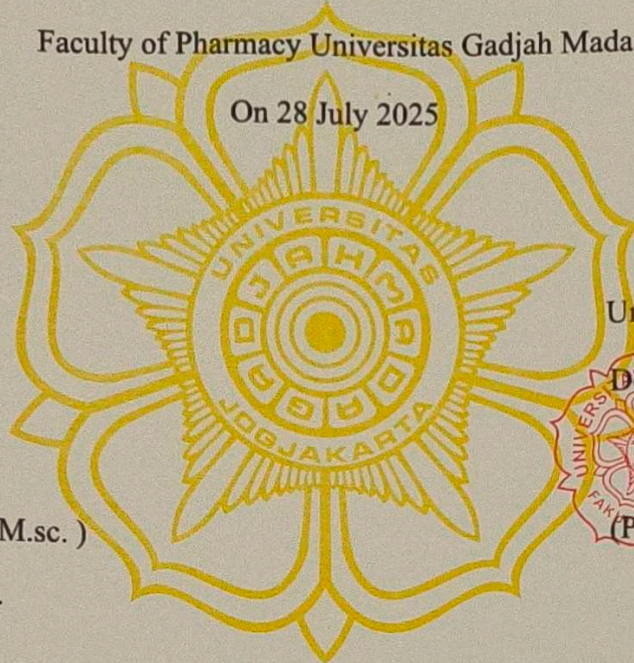 Faculty of Pharmacy Universitas Gadjah Mada
On 28 July 2025
UNIVERSITAS
GADJAH MADA
JOGJAKARTA
M.sc. )
(P